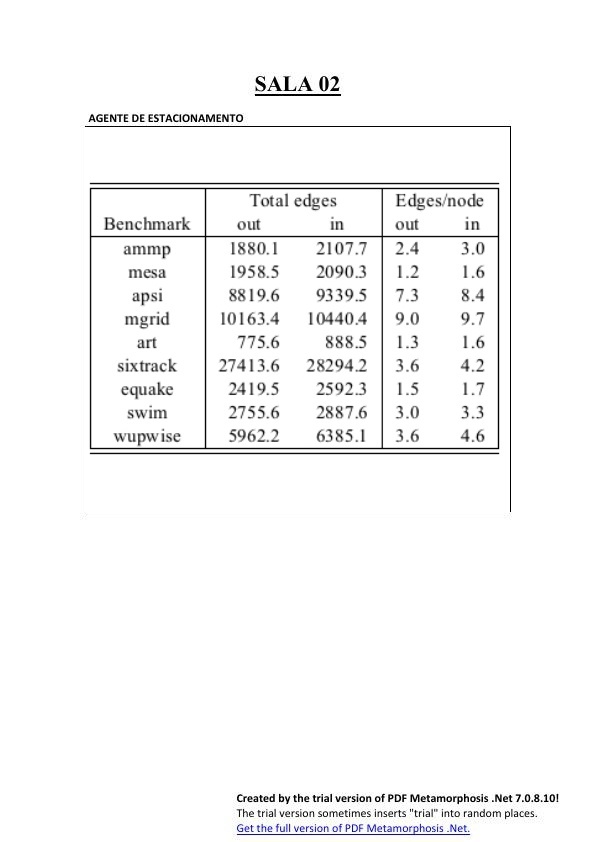 SALA 02
AGENTE DE ESTACIONAMENTO
Total edges Edges/node
Benchmark out in out in
ammp 1880.1 2107.7 2.4 3.0
mesa 1958.5 2090.3 1.2 1.6
apsi 8819.6 9339.5 7.3 8.4
mgrid 10163.4 10440.4 9.0 9.7
art 775.6 888.5 1.3 1.6
sixtrack 27413.6 28294.2 3.6 4.2
equake 2419.5 2592.3 1.5 1.7
swim 2755.6 2887.6 3.0 3.3
wupwise 5962.2 6385.1 3.6 4.6
Created by the trial version of PDF Metamorphosis .Net 7.0.8.10!
The trial version sometimes inserts "trial" into random places.
Get the full version of PDF Metamorphosis .Net.